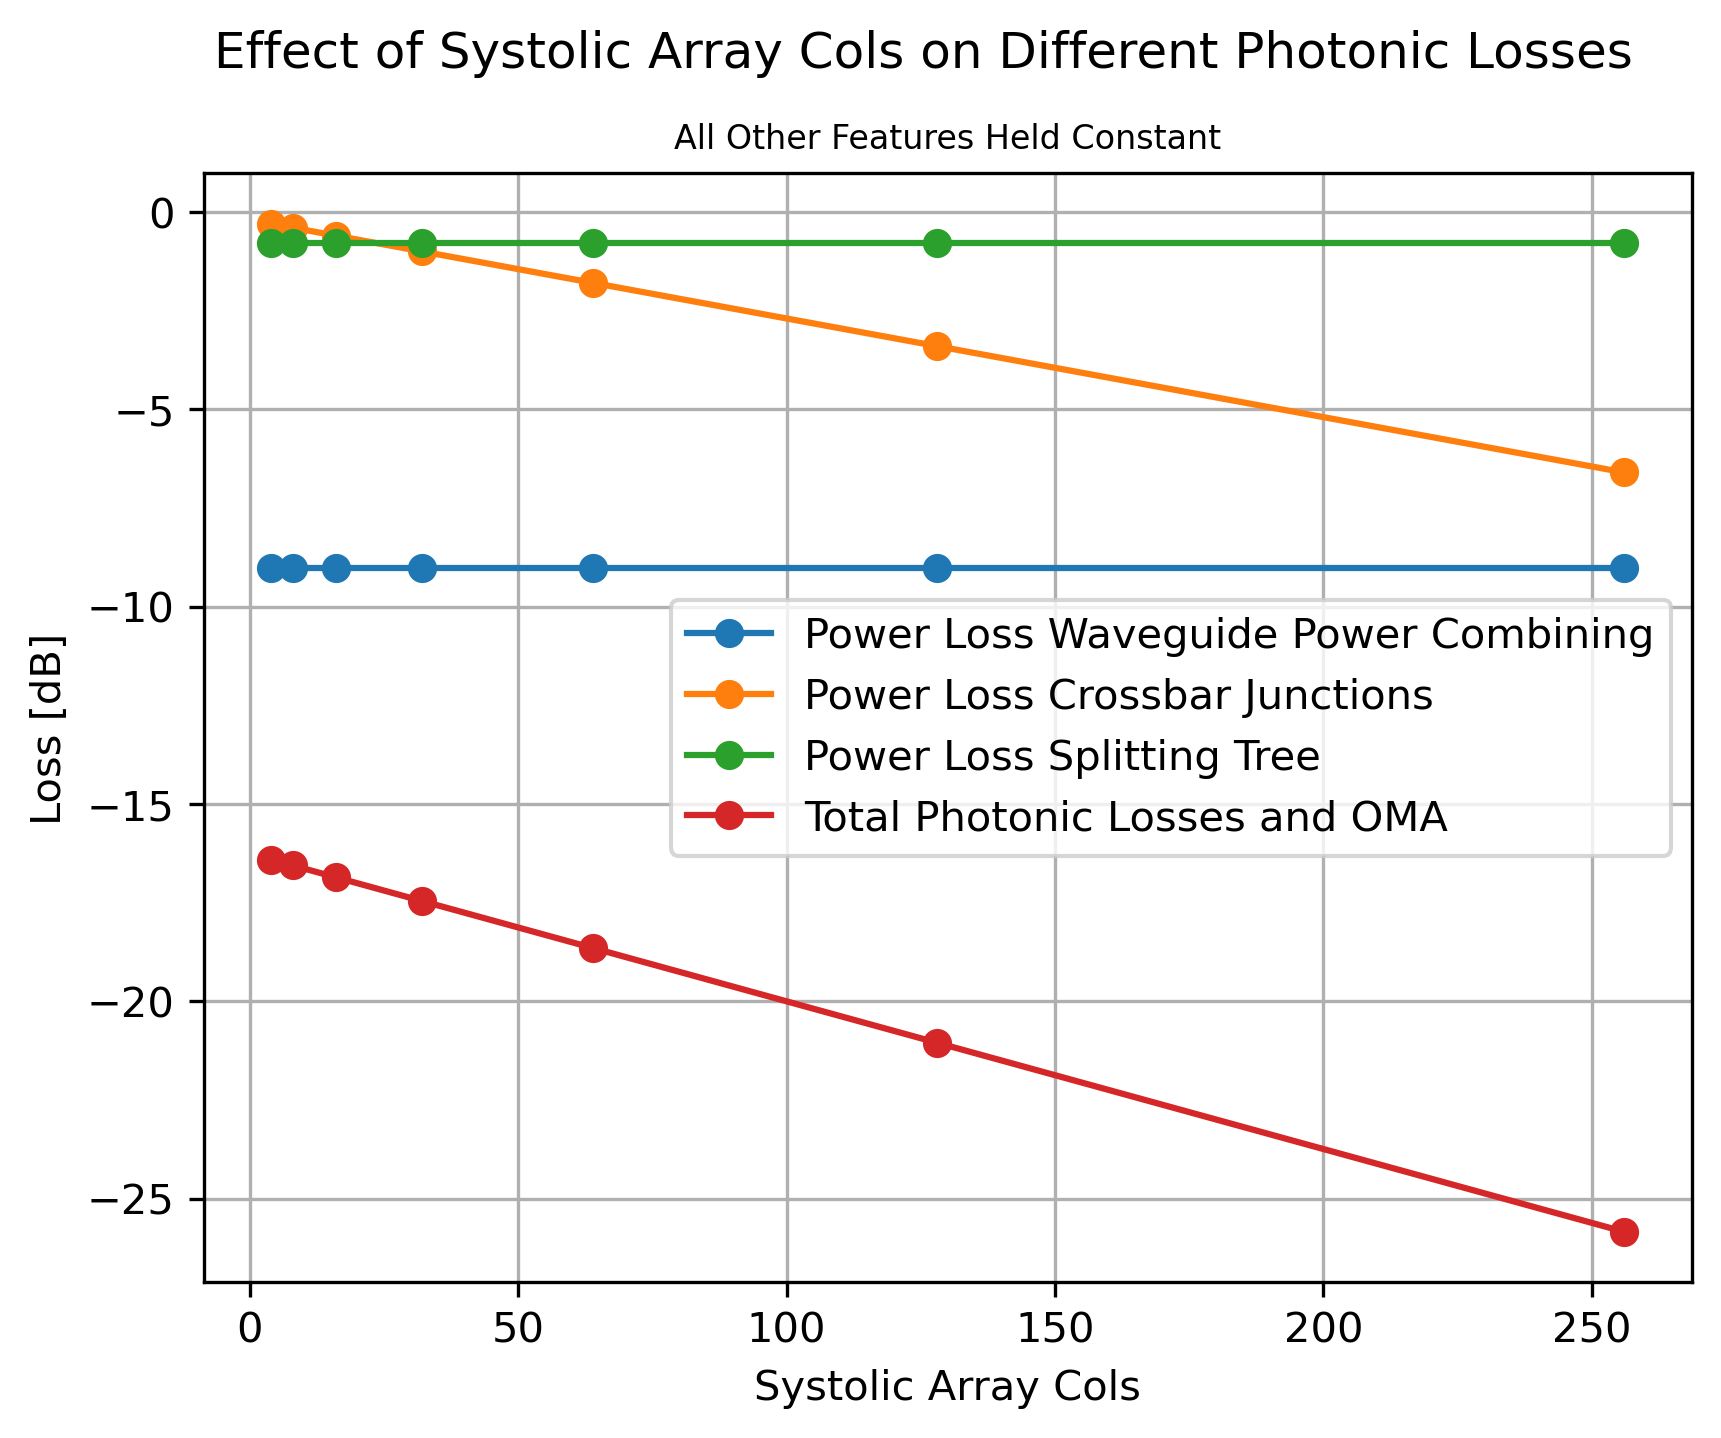 Effect of Systolic Array Cols on Different Photonic Losses
All Other Features Held Constant
0
−5
−10
−15
−20
−25
Loss [dB]
Power Loss Waveguide Power Combining
Power Loss Crossbar Junctions
Power Loss Splitting Tree
Total Photonic Losses and OMA
0 50 100 150 200 250
Systolic Array Cols